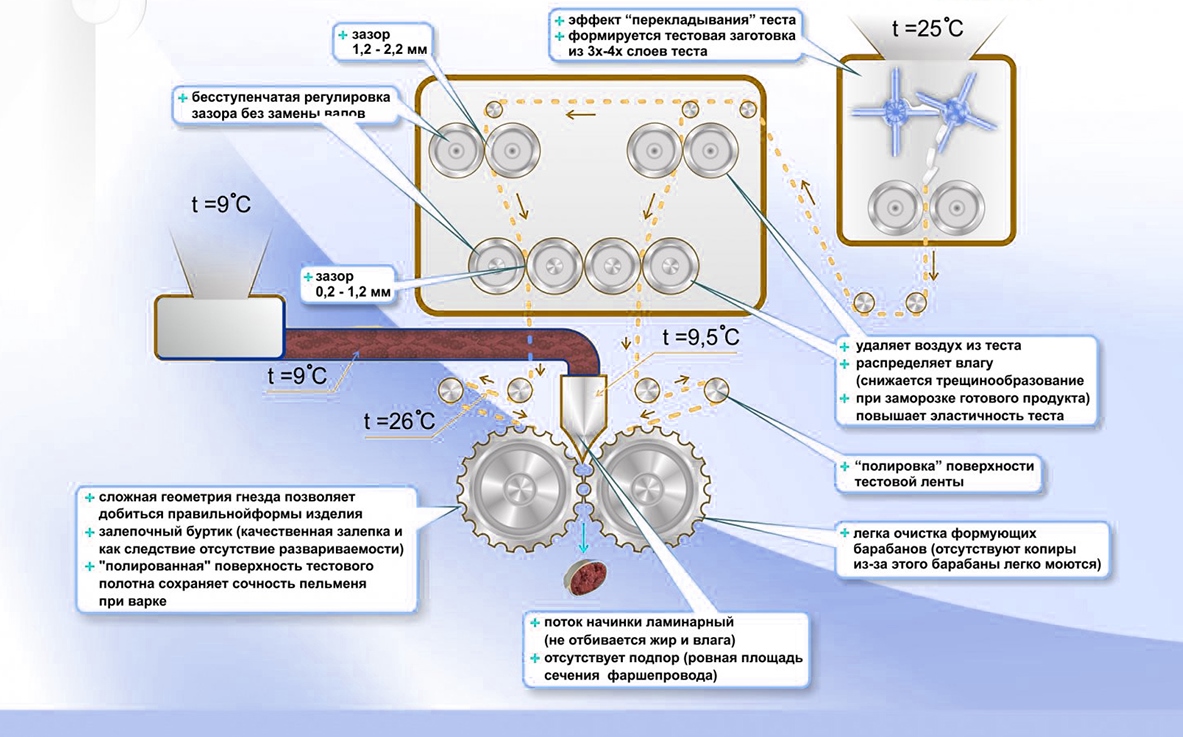 + эффект “перекладывания” теста
+ формируется тестовая заготовка
из 3х-4х слоев теста
t =25˚C
+ зазор
1,2 - 2,2 мм
+ бесступенчатая регулировка
зазора без замены валов
t =9˚C
+ зазор
0,2 - 1,2 мм
t =9,5˚C
t =9˚C
t =26˚C
+ удаляет воздух из теста
+ распределяет влагу
(снижается трещинообразование
+ при заморозке готового продукта)
повышает эластичность теста
+ “полировка” поверхности
тестовой ленты
+ сложная геометрия гнезда позволяет
добиться правильнойформы изделия
+ залепочный буртик (качественная залепка и
как следствие отсутствие развариваемости)
+ "полированная" поверхность тестового
полотна сохраняет сочность пельменя
при варке
+ легка очистка формующих
барабанов (отсутствуют копиры
из-за этого барабаны легко моются)
+ поток начинки ламинарный
(не отбивается жир и влага)
+ отсутствует подпор (ровная площадь
сечения фаршепровода)